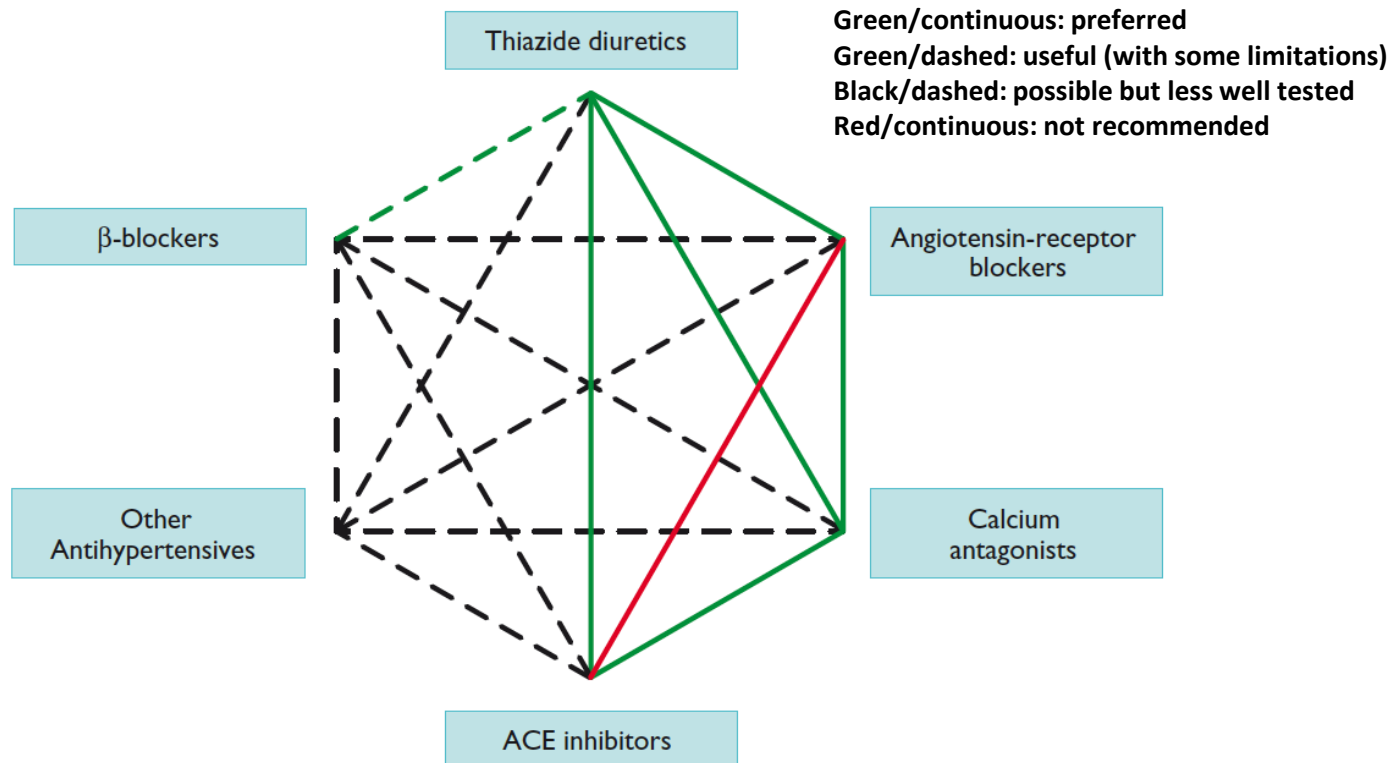 Green/continuous: preferred
Green/dashed: useful (with some limitations)
Black/dashed: possible but less well tested
Red/continuous: not recommended
Thiazide diuretics
β-blockers
Angiotensin-receptor
blockers
Other
Antihypertensives
Calcium
antagonists
ACE inhibitors